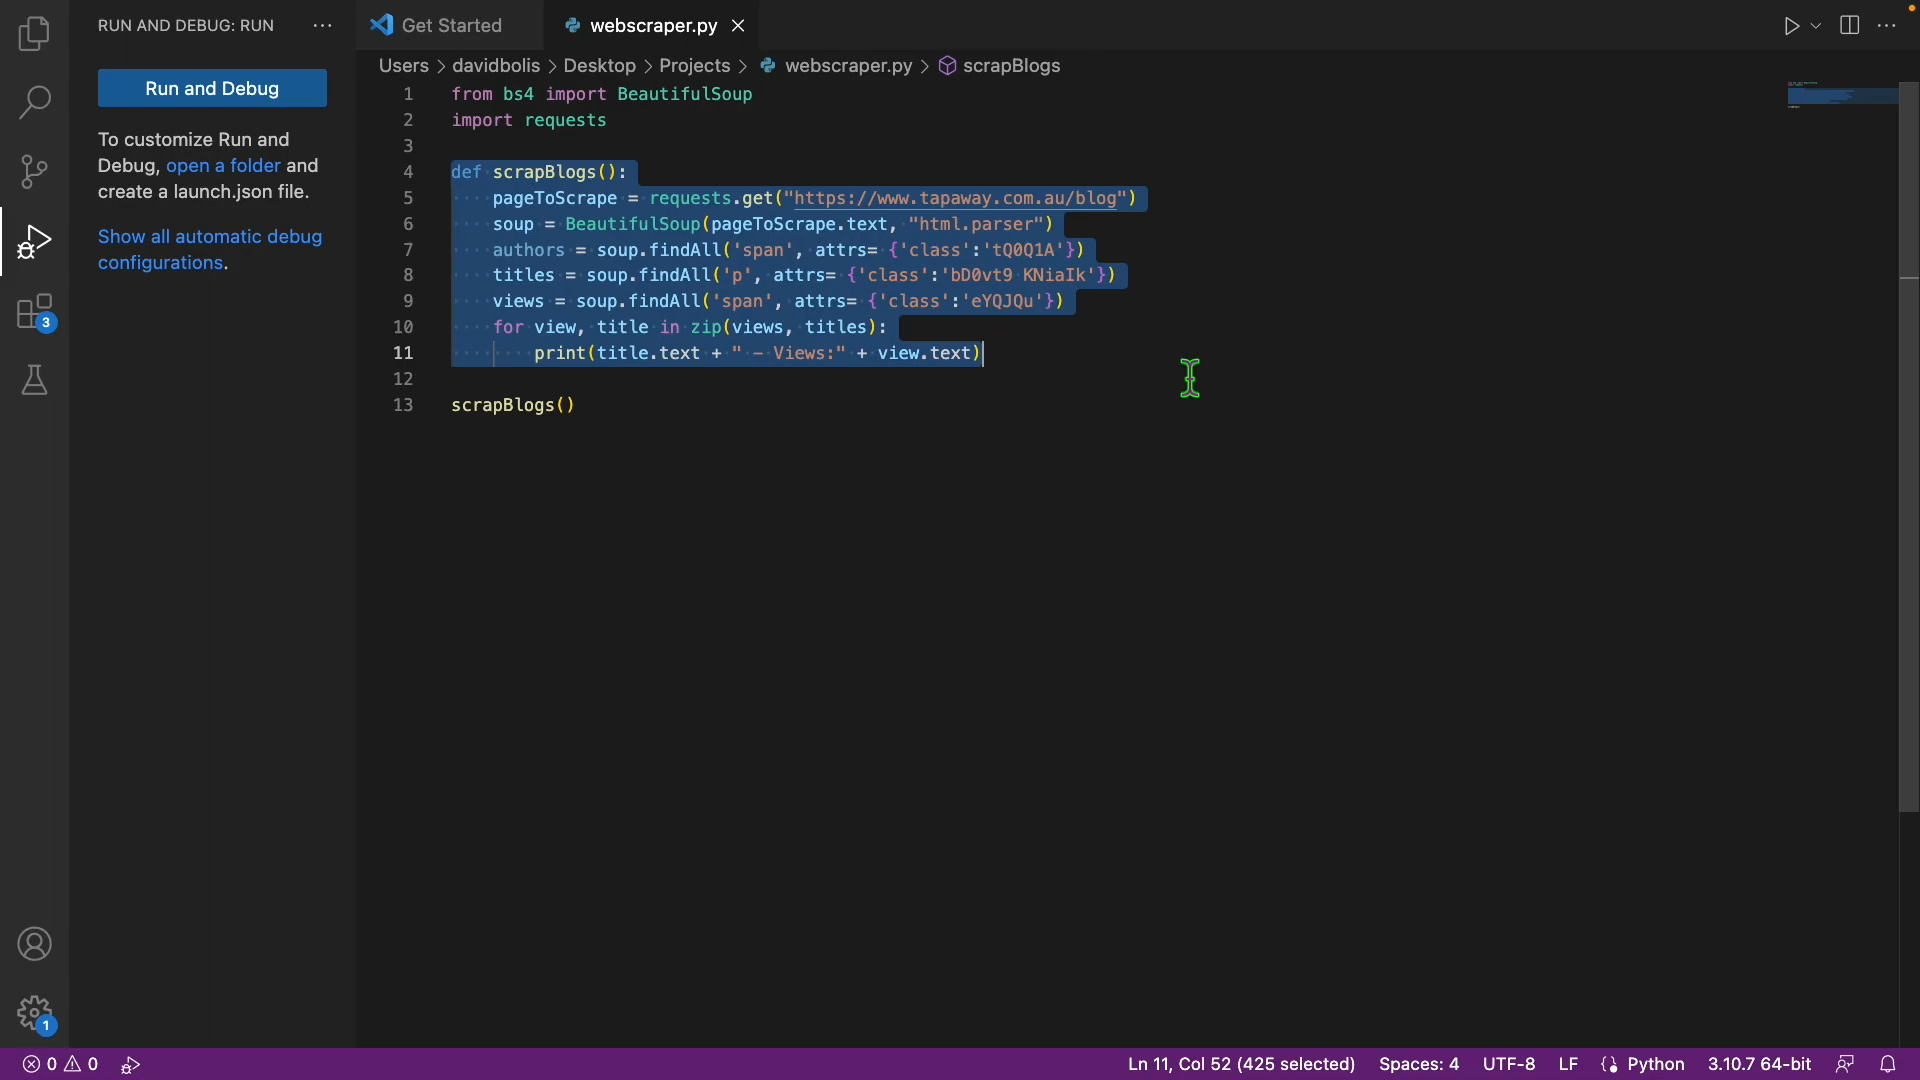 RUN AND DEBUG: RUN ...
Get Started
webscraper.py
Run and Debug
To customize Run and
Debug, open a folder and
create a launch.json file.
Show all automatic debug
configurations.
Users > davidbolis > Desktop > Projects > webscraper.py > scrapBlogs
1 from bs4 import BeautifulSoup
2 import requests
3
4 def scrapBlogs():
5 pageToScrape = requests.get("https://www.tapaway.com.au/blog")
6 soup = BeautifulSoup(pageToScrape.text, "html.parser")
7 authors = soup.findAll('span', attrs= {'class':'tQ0Q1A'})
8 titles = soup.findAll('p', attrs= {'class':'bD0vt9 KNiaIk'})
9 views = soup.findAll('span', attrs= {'class':'eYQJQu'})
10 for view, title in zip(views, titles):
11 print(title.text + " - Views:" + view.text)
12
13 scrapBlogs()
3
1
0 0
Ln 11, Col 52 (425 selected) Spaces: 4 UTF-8 LF Python 3.10.7 64-bit